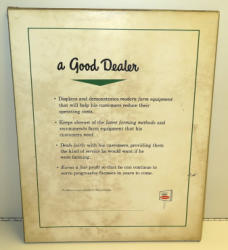 a Good Dealer
• Displays and demonstrates modern farm equipment
that will help his customers reduce their
operating costs.
• Keeps abreast of the latest farming methods and
recommends farm equipment that his
customers need.
• Deals fairly with his customers, providing them
the kind of service he would want if he
were farming.
• Earns a fair profit so that he can continue to
serve progressive farmers in years to come.